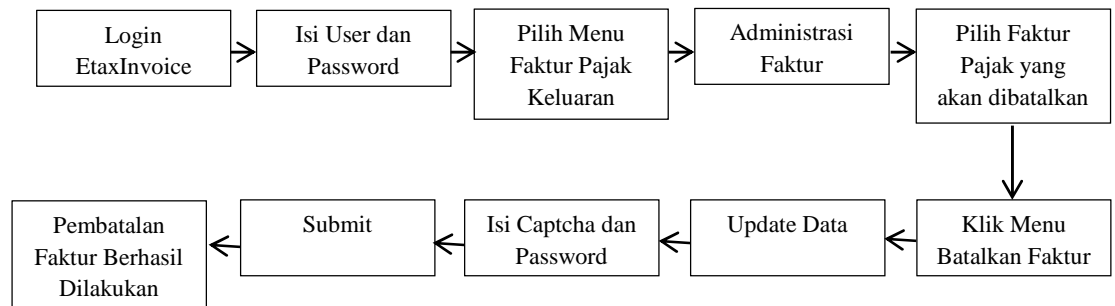 Login
EtaxInvoice
Isi User dan
Password
Pilih Menu
Faktur Pajak
Keluaran
Administrasi
Faktur
Pilih Faktur
Pajak yang
akan dibatalkan
Klik Menu
Batalkan Faktur
Update Data
Isi Captcha dan
Password
Submit
Pembatalan
Faktur Berhasil
Dilakukan